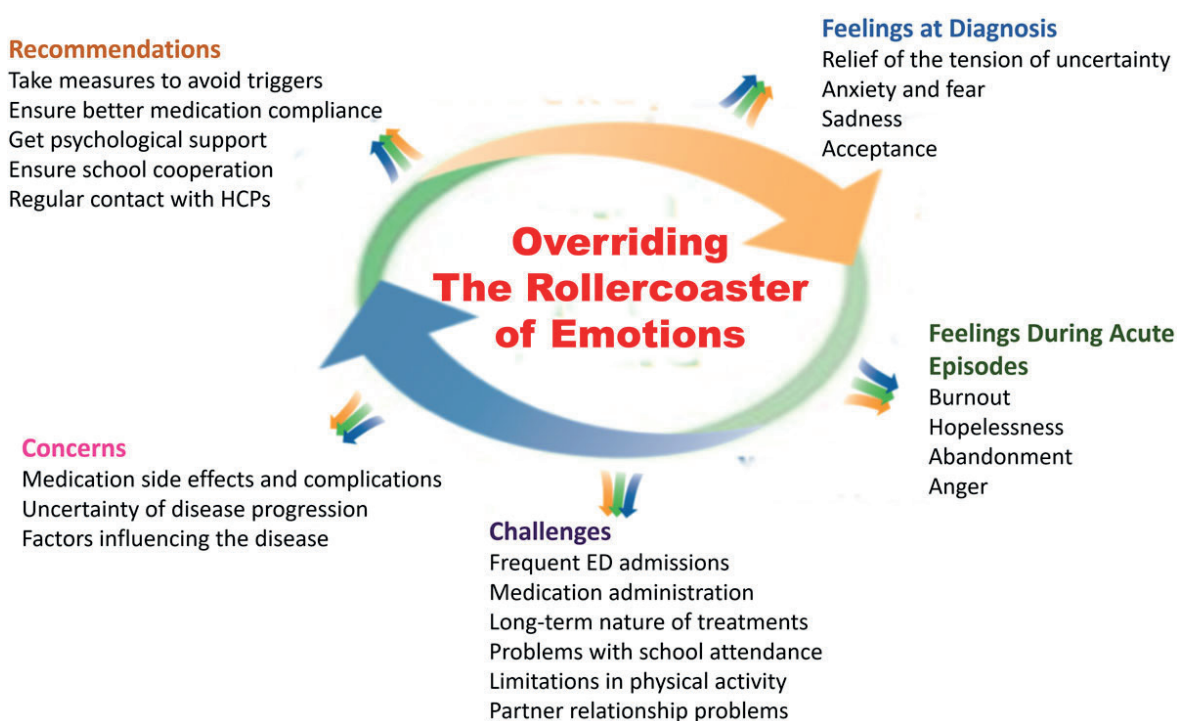 Recommendations
Take measures to avoid triggers
Ensure better medication compliance
Get psychological support
Ensure school cooperation
Regular contact with HCPs
Feelings at Diagnosis
Relief of the tension of uncertainty
Anxiety and fear
Sadness
Acceptance
Overriding
The Rollercoaster
of Emotions
Feelings During Acute
Episodes
Burnout
Hopelessness
Abandonment
Anger
Concerns
Medication side effects and complications
Uncertainty of disease progression
Factors influencing the disease
Challenges
Frequent ED admissions
Medication administration
Long-term nature of treatments
Problems with school attendance
Limitations in physical activity
Partner relationship problems